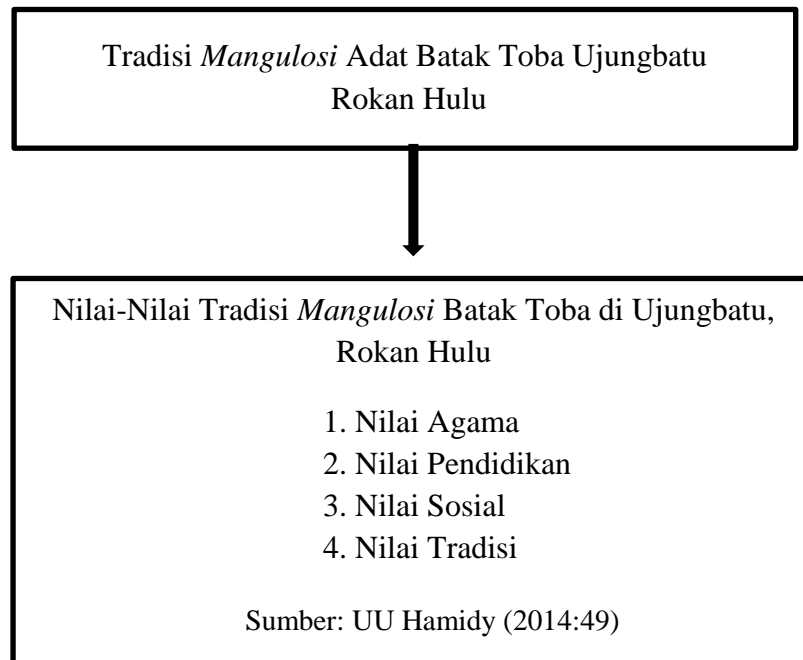 Tradisi Mangulosi Adat Batak Toba Ujungbatu
Rokan Hulu
Nilai-Nilai Tradisi Mangulosi Batak Toba di Ujungbatu,
Rokan Hulu
1. Nilai Agama
2. Nilai Pendidikan
3. Nilai Sosial
4. Nilai Tradisi
Sumber: UU Hamidy (2014:49)